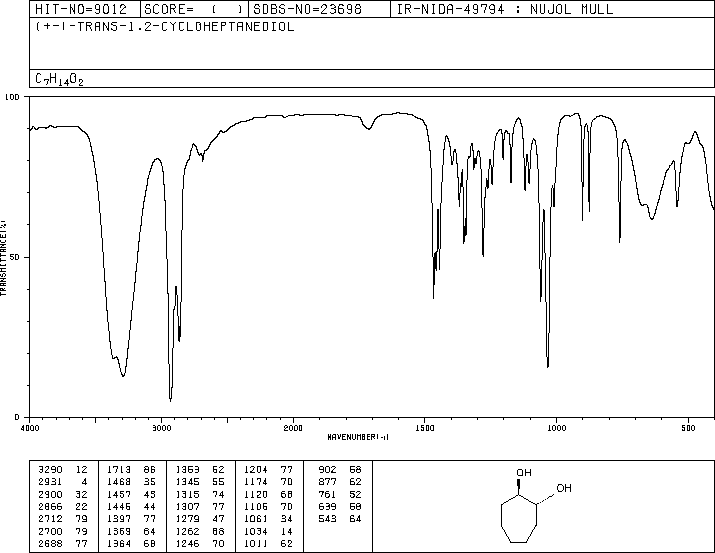 HIT-NO=9012 SCORE= ( ) SDBS-NO=23698 IR-NIDA-49794 : NUJOL MULL
(+-)-TRANS-1,2-CYCLOHEPTANEDIOL
C7H14O2
100
50
0
TRANSMITTANCE(%)
4000 3000 2000 1500 1000 500
WAVENUMBER(-1)
3290 12 1713 86 1353 62 1204 77 902 58
2931 4 1468 35 1345 55 1174 70 877 62
2900 32 1457 45 1315 74 1120 68 761 52
2866 22 1446 44 1307 77 1106 70 639 58
2712 79 1397 77 1279 47 1061 34 543 64
2700 79 1369 64 1262 68 1034 14
2688 77 1364 68 1246 70 1011 62
OH
OH